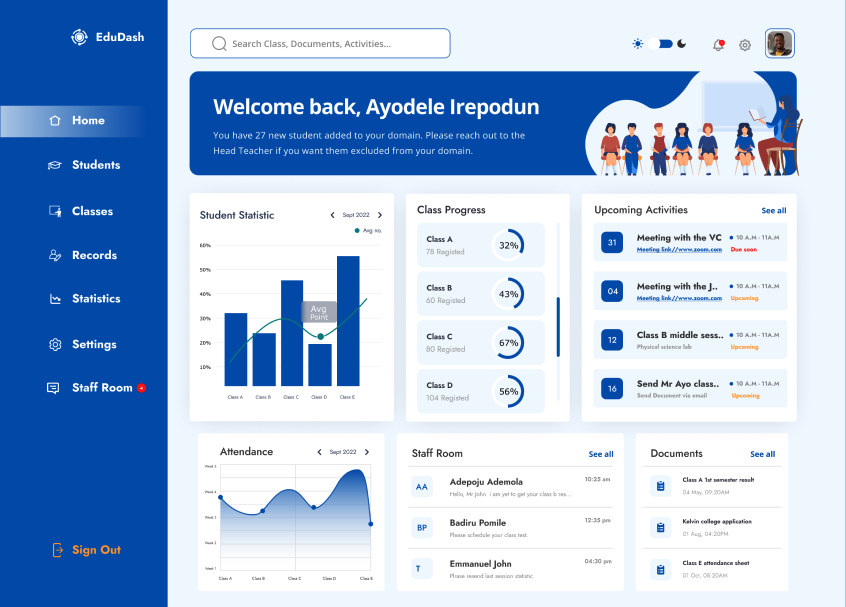 EduDash
Home
Students
Classes
Records
Statistics
Settings
Staff Room
Sign Out
Search Class, Documents, Activities...
Welcome back, Ayodele Irepodun
You have 27 new student added to your domain. Please reach out to the
Head Teacher if you want them excluded from your domain.
Student Statistic
Sept 2022
Avg no.
60%
50%
40%
30%
20%
10%
Avg
Point
Class A Class B Class C Class D Class E
Class Progress
Class A
78 Registed
32%
Class B
60 Registed
43%
Class C
80 Registed
67%
Class D
104 Registed
56%
Upcoming Activities See all
31
Meeting with the VC 10 A.M - 11A.M
Meeting link//www.zoom.com Due soon
04
Meeting with the J.. 10 A.M - 11A.M
Meeting link//www.zoom.com Upcoming
12
Class B middle sess.. 10 A.M - 11A.M
Physical science lab Upcoming
16
Send Mr Ayo class.. 10 A.M - 11A.M
Send Document via email Upcoming
Attendance
Sept 2022
Week 5
Week 4
Week 3
Week 2
Week 1
Class A Class B Class C Class D Class E
Staff Room See all
AA
Adepoju Ademola 10:25 am
Hello, Mr john i am yet to get your class b res...
BP
Badiru Pomile 12:35 pm
Please schedule your class test.
T
Emmanuel John 04:30 pm
Please resend last session statistic
Documents See all
Class A 1st semester result
04 May, 09:20AM
Kelvin college application
01 Aug, 04:20PM
Class E attendance sheet
01 Oct, 08:20AM